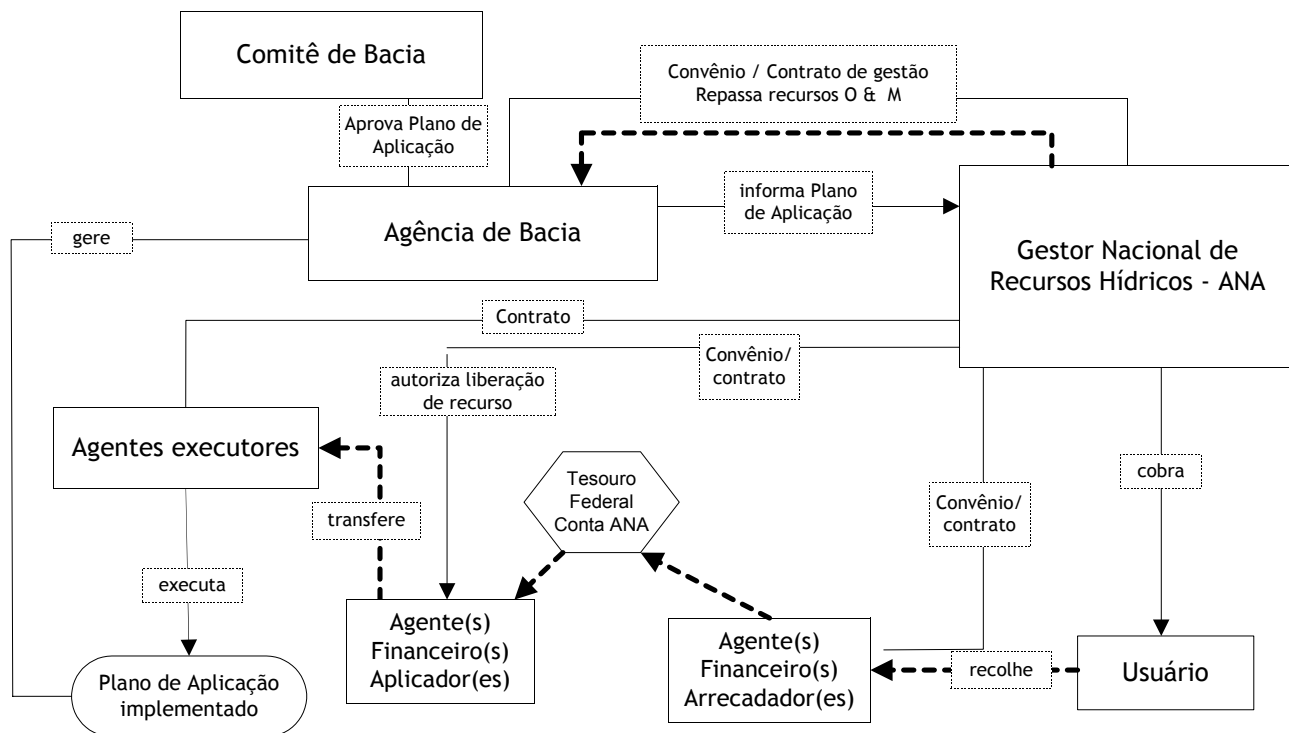 Comitê de Bacia
Convênio / Contrato de gestão
Repassa recursos O & M
Aprova Plano de
Aplicação
informa Plano
de Aplicação
gere
Agência de Bacia
Gestor Nacional de
Recursos Hídricos - ANA
Contrato
Convênio/
contrato
autoriza liberação
de recurso
Agentes executores
Tesouro
Federal
Conta ANA
cobra
transfere
Convênio/
contrato
executa
Agente(s)
Financeiro(s)
Aplicador(es)
Agente(s)
Financeiro(s)
Arrecadador(es)
recolhe
Usuário
Plano de Aplicação
implementado